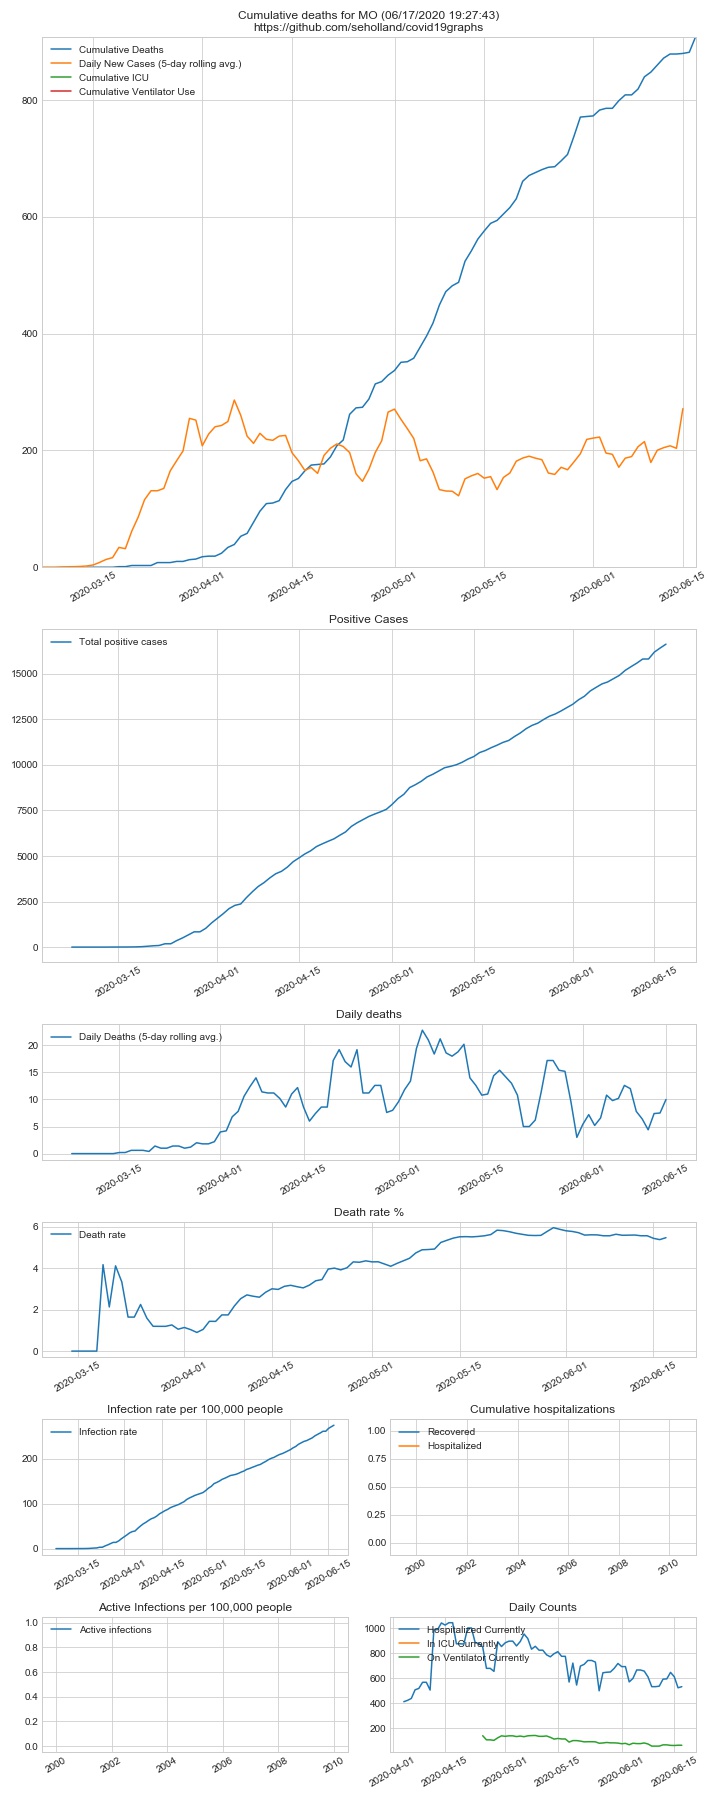 Cumulative deaths for MO (06/17/2020 19:27:43)
https://github.com/seholland/covid19graphs
Cumulative Deaths
Daily New Cases (5-day rolling avg.)
Cumulative ICU
Cumulative Ventilator Use
800
600
400
200
0
2020-03-15 2020-04-01 2020-04-15 2020-05-01 2020-05-15 2020-06-01 2020-06-15
Positive Cases
Total positive cases
15000
12500
10000
7500
5000
2500
0
2020-03-15 2020-04-01 2020-04-15 2020-05-01 2020-05-15 2020-06-01 2020-06-15
Daily deaths
Daily Deaths (5-day rolling avg.)
20
15
10
5
0
2020-03-15 2020-04-01 2020-04-15 2020-05-01 2020-05-15 2020-06-01 2020-06-15
Death rate %
Death rate
6
4
2
0
2020-03-15 2020-04-01 2020-04-15 2020-05-01 2020-05-15 2020-06-01 2020-06-15
Infection rate per 100,000 people
Infection rate
200
100
0
2020-03-15 2020-04-01 2020-04-15 2020-05-01 2020-05-15 2020-06-01 2020-06-15
Cumulative hospitalizations
Recovered
Hospitalized
1.00
0.75
0.50
0.25
0.00
2000 2002 2004 2006 2008 2010
Active Infections per 100,000 people
Active infections
1.0
0.8
0.6
0.4
0.2
0.0
2000 2002 2004 2006 2008 2010
Daily Counts
Hospitalized Currently
In ICU Currently
On Ventilator Currently
1000
800
600
400
200
2020-04-01 2020-04-15 2020-05-01 2020-05-15 2020-06-01 2020-06-15